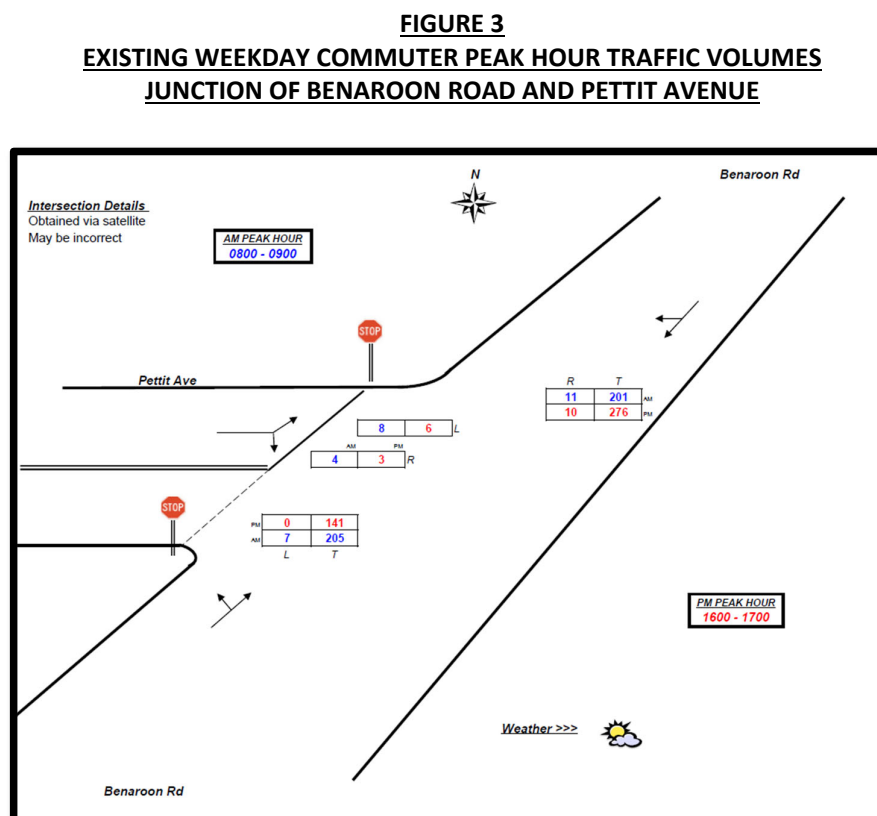 FIGURE 3
EXISTING WEEKDAY COMMUTER PEAK HOUR TRAFFIC VOLUMES
JUNCTION OF BENAROON ROAD AND PETTIT AVENUE
N
Benaroon Rd
Intersection Details
Obtained via satellite
May be incorrect
AM PEAK HOUR
0800 - 0900
STOP
Pettit Ave
R T
11 201 AM
10 276 PM
8 6 L
AM PM
4 3 R
STOP
PM 0 141
AM 7 205
L T
PM PEAK HOUR
1600 - 1700
Weather >>>
Benaroon Rd